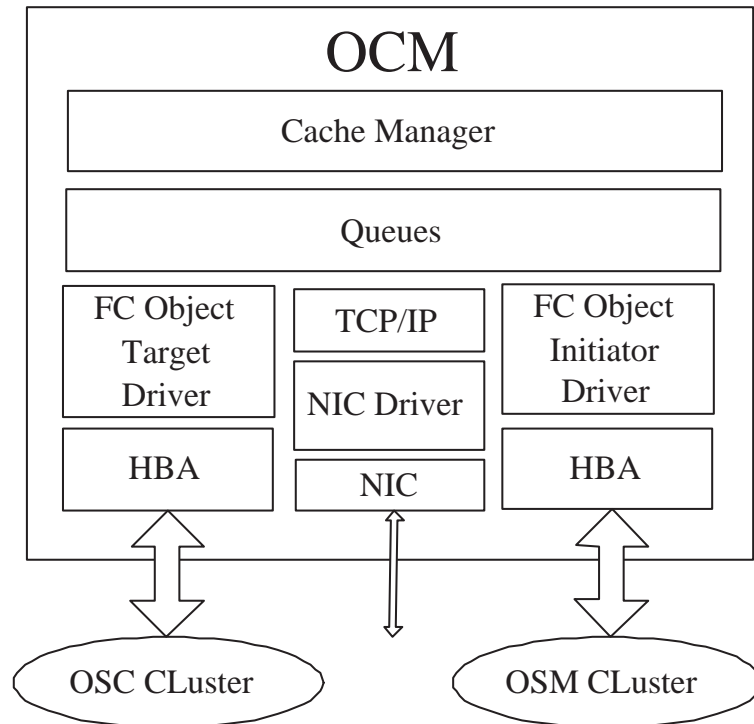 OCM
Cache Manager
Queues
FC Object
Target
Driver
TCP/IP
FC Object
Initiator
Driver
NIC Driver
HBA
NIC
HBA
OSC CLuster
OSM CLuster